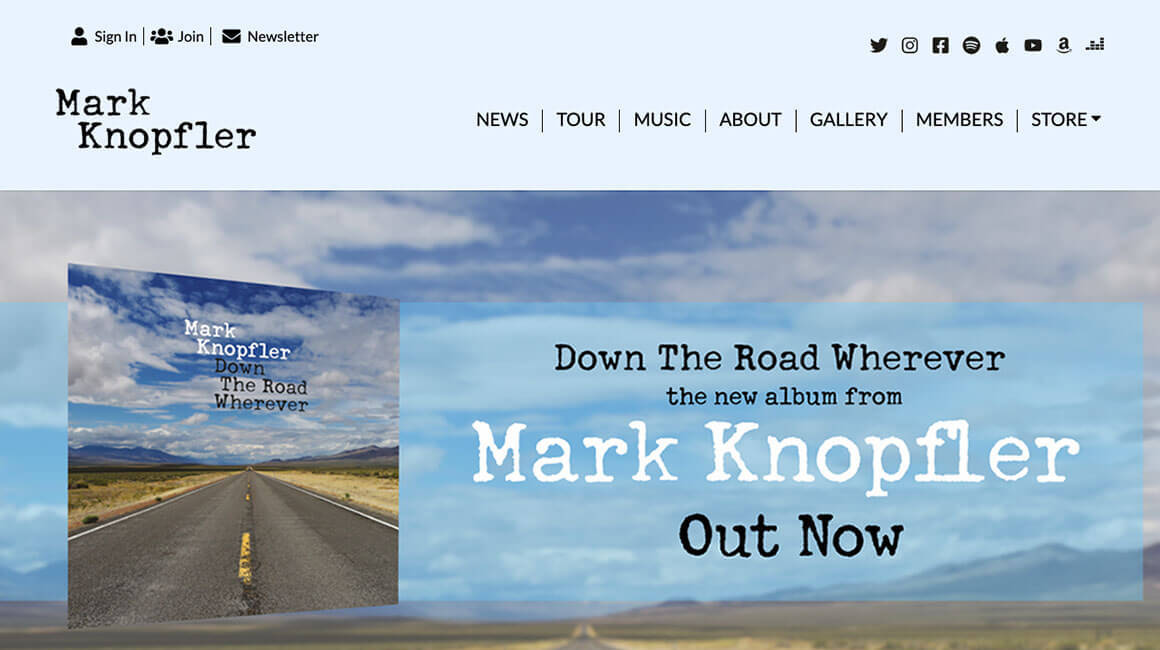 Sign In | Join | Newsletter
Mark
Knopfler
NEWS | TOUR | MUSIC | ABOUT | GALLERY | MEMBERS | STORE
Mark
Knopfler
Down
The Road
Wherever
Down The Road Wherever
the new album from
Mark Knopfler
Out Now